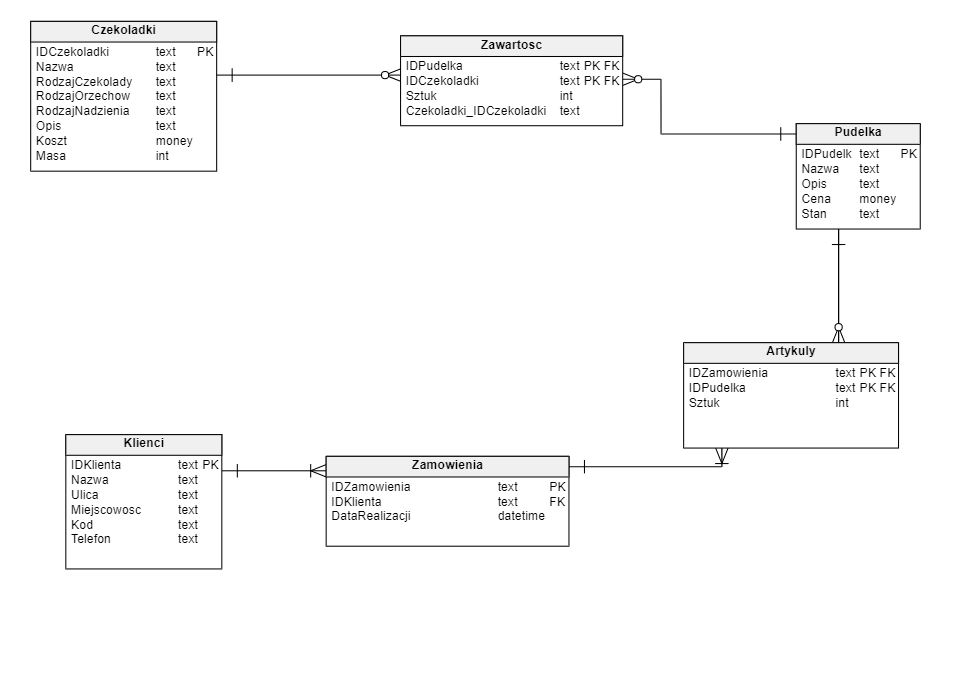 Czekoladki
IDCzekoladki text PK
Nazwa text
RodzajCzekolady text
RodzajOrzechow text
RodzajNadzienia text
Opis text
Koszt money
Masa int
Zawartosc
IDPudelka text PK FK
IDCzekoladki text PK FK
Sztuk int
Czekoladki_IDCzekoladki text
Pudelka
IDPudelk text PK
Nazwa text
Opis text
Cena money
Stan text
Artykuly
IDZamowienia text PK FK
IDPudelka text PK FK
Sztuk int
Klienci
IDKlienta text PK
Nazwa text
Ulica text
Miejscowosc text
Kod text
Telefon text
Zamowienia
IDZamowienia text PK
IDKlienta text FK
DataRealizacji datetime